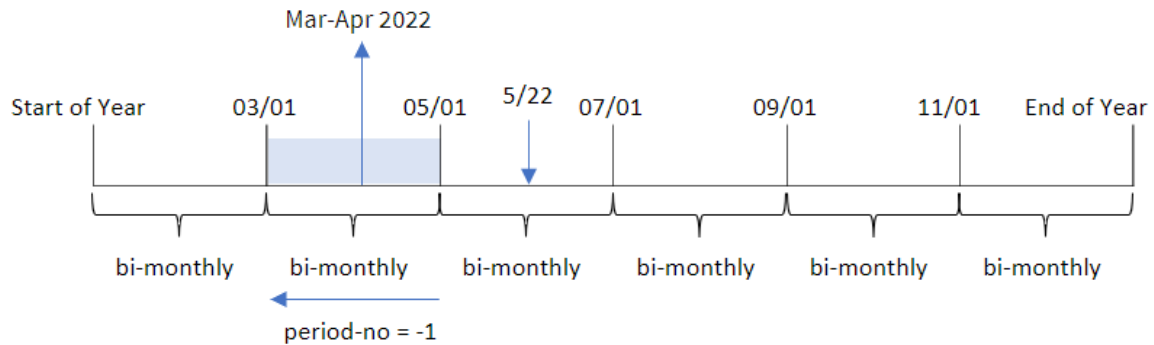 Mar-Apr 2022
Start of Year
03/01
05/01
5/22
07/01
09/01
11/01
End of Year
bi-monthly
bi-monthly
bi-monthly
bi-monthly
bi-monthly
bi-monthly
period-no = -1